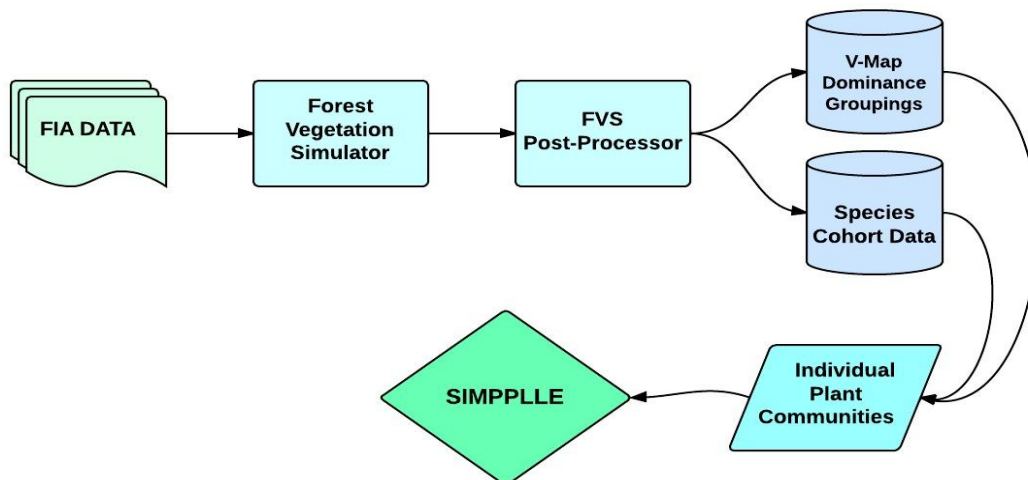 FIA DATA
Forest
Vegetation
Simulator
FVS
Post-Processor
V-Map
Dominance
Groupings
Species
Cohort Data
Individual
Plant
Communities
SIMPPLLE